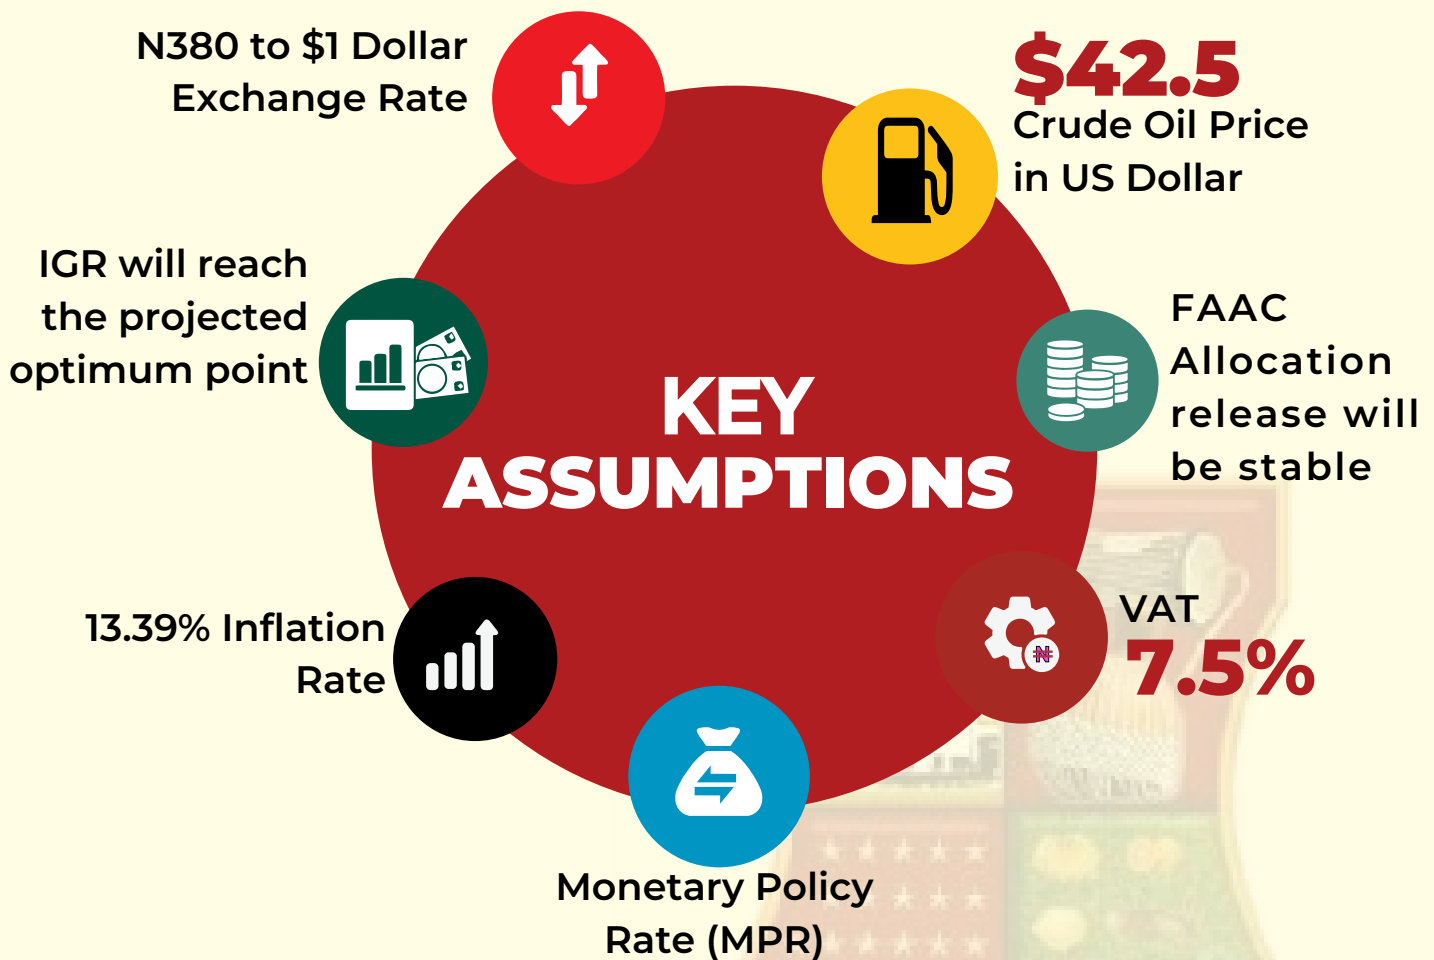 N380 to $1 Dollar
Exchange Rate
$42.5
Crude Oil Price
in US Dollar
IGR will reach
the projected
optimum point
FAAC
Allocation
release will
be stable
KEY
ASSUMPTIONS
13.39% Inflation
Rate
VAT
7.5%
₦
Monetary Policy
Rate (MPR)